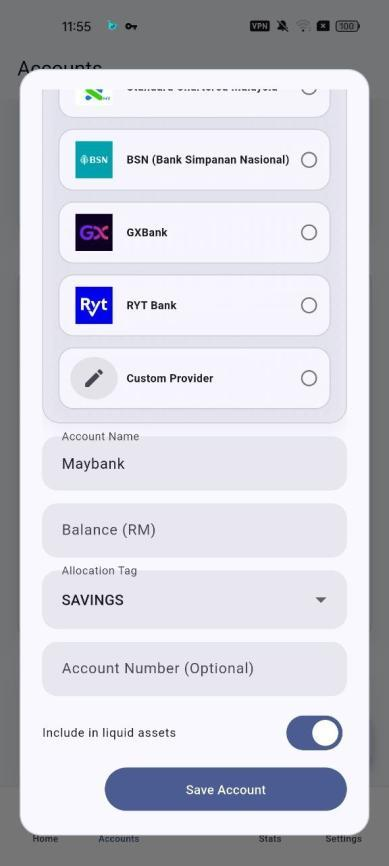 11:55
VPN
100
Accounts
Standard Chartered Malaysia
BSN
BSN (Bank Simpanan Nasional)
GX
GXBank
Ryt
RYT Bank
Custom Provider
Account Name
Maybank
Balance (RM)
Allocation Tag
SAVINGS
Account Number (Optional)
Include in liquid assets
Save Account
Home
Accounts
Stats
Settings